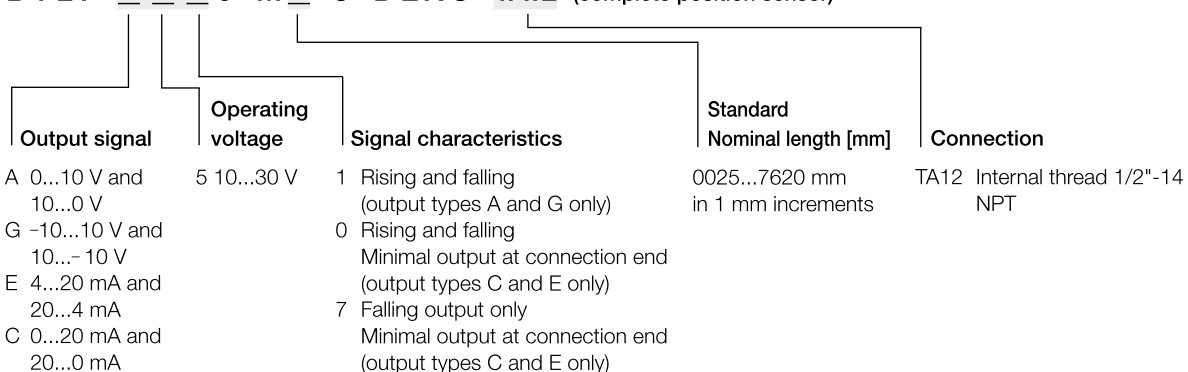 (complete position sensor)
Output signal
A 0...10 V and
10...0 V
G -10...10 V and
10...- 10 V
E 4...20 mA and
20...4 mA
C 0...20 mA and
20...0 mA
Operating
voltage
5 10...30 V
Signal characteristics
1 Rising and falling
(output types A and G only)
0 Rising and falling
Minimal output at connection end
(output types C and E only)
7 Falling output only
Minimal output at connection end
(output types C and E only)
Standard
Nominal length [mm]
0025...7620 mm
in 1 mm increments
Connection
TA12 Internal thread 1/2"-14
NPT